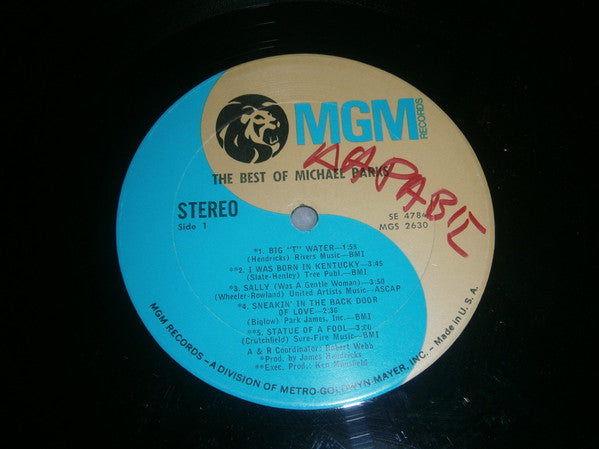 MGM
RECORDS
THE BEST OF MICHAEL PARKS
STEREO
Side 1
SE 4784
MGS 2630
*1. BIG "T" WATER—1:58
(Hendricks) Rivers Music—BMI
**2. I WAS BORN IN KENTUCKY—3:45
(Slate-Henley) Tree Publ.—BMI
*3. SALLY (Was A Gentle Woman)—3:50
(Wheeler-Rowland) United Artists Music—ASCAP
*4. SNEAKIN' IN THE BACK DOOR
OF LOVE—2:36
(Biglow) Park James, Inc.—BMI
**5. STATUE OF A FOOL—3:00
(Crutchfield) Sure-Fire Music—BMI
A & R Coordinator: Robert Webb
*Prod. by James Hendricks
**Exec. Prod.: Ken Mansfield
MGM RECORDS – A DIVISION OF METRO-GOLDWYN-MAYER, INC. – Made in U.S.A.